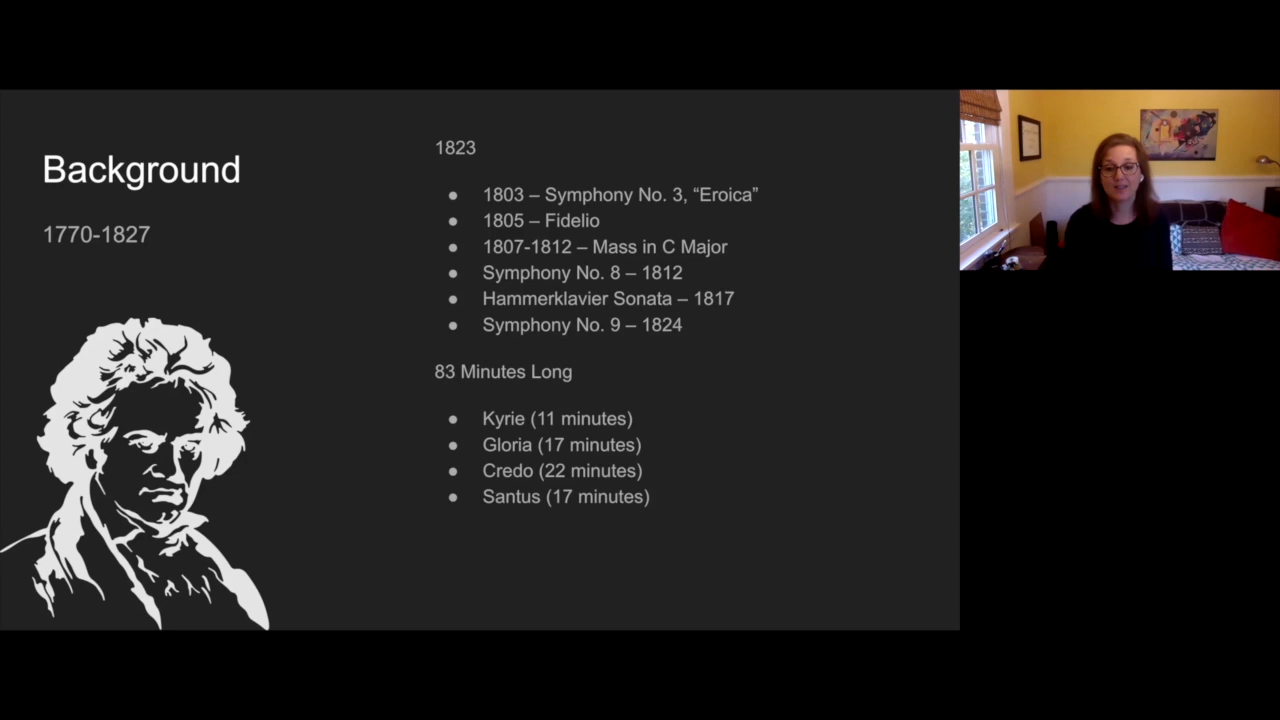 Background
1770-1827
1823
● 1803 – Symphony No. 3, “Eroica”
● 1805 – Fidelio
● 1807-1812 – Mass in C Major
● Symphony No. 8 – 1812
● Hammerklavier Sonata – 1817
● Symphony No. 9 – 1824
83 Minutes Long
● Kyrie (11 minutes)
● Gloria (17 minutes)
● Credo (22 minutes)
● Santus (17 minutes)